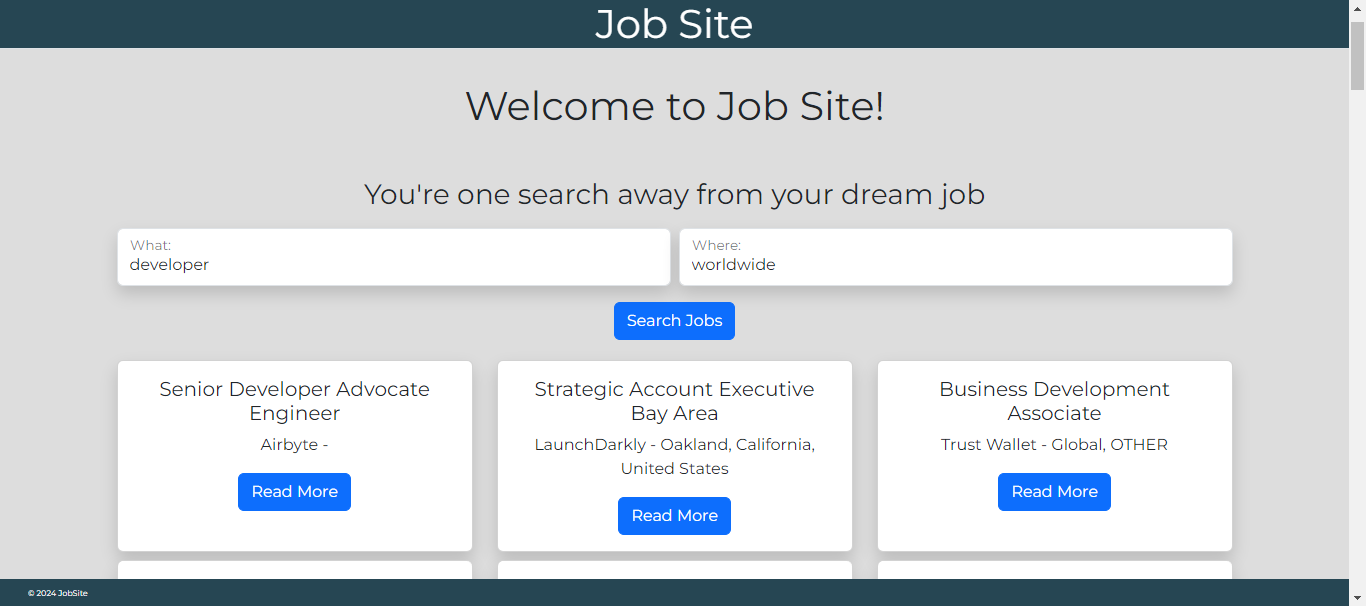 Job Site
Welcome to Job Site!
You're one search away from your dream job
What:
developer
Where:
worldwide
Search Jobs
Senior Developer Advocate
Engineer
Airbyte -
Read More
Strategic Account Executive
Bay Area
LaunchDarkly - Oakland, California,
United States
Read More
Business Development
Associate
Trust Wallet - Global, OTHER
Read More
© 2024 JobSite